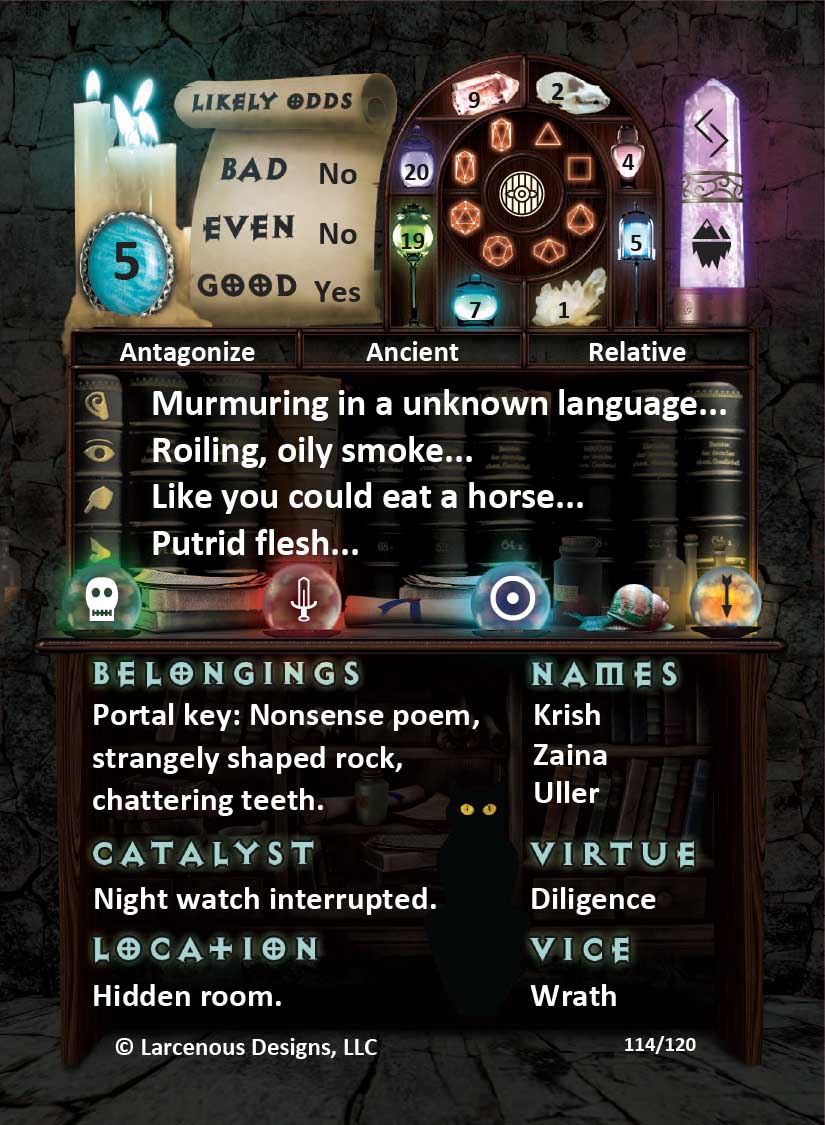 LIKELY ODDS
BAD No
EVEN No
GOOD Yes
5
9
2
20
4
19
5
7
1
Antagonize Ancient Relative
Murmuring in a unknown language...
Roiling, oily smoke...
Like you could eat a horse...
Putrid flesh...
BELONGINGS
Portal key: Nonsense poem,
strangely shaped rock,
chattering teeth.
NAMES
Krish
Zaina
Uller
CATALYST
Night watch interrupted.
VIRTUE
Diligence
LOCATION
Hidden room.
VICE
Wrath
© Larcenous Designs, LLC
114/120